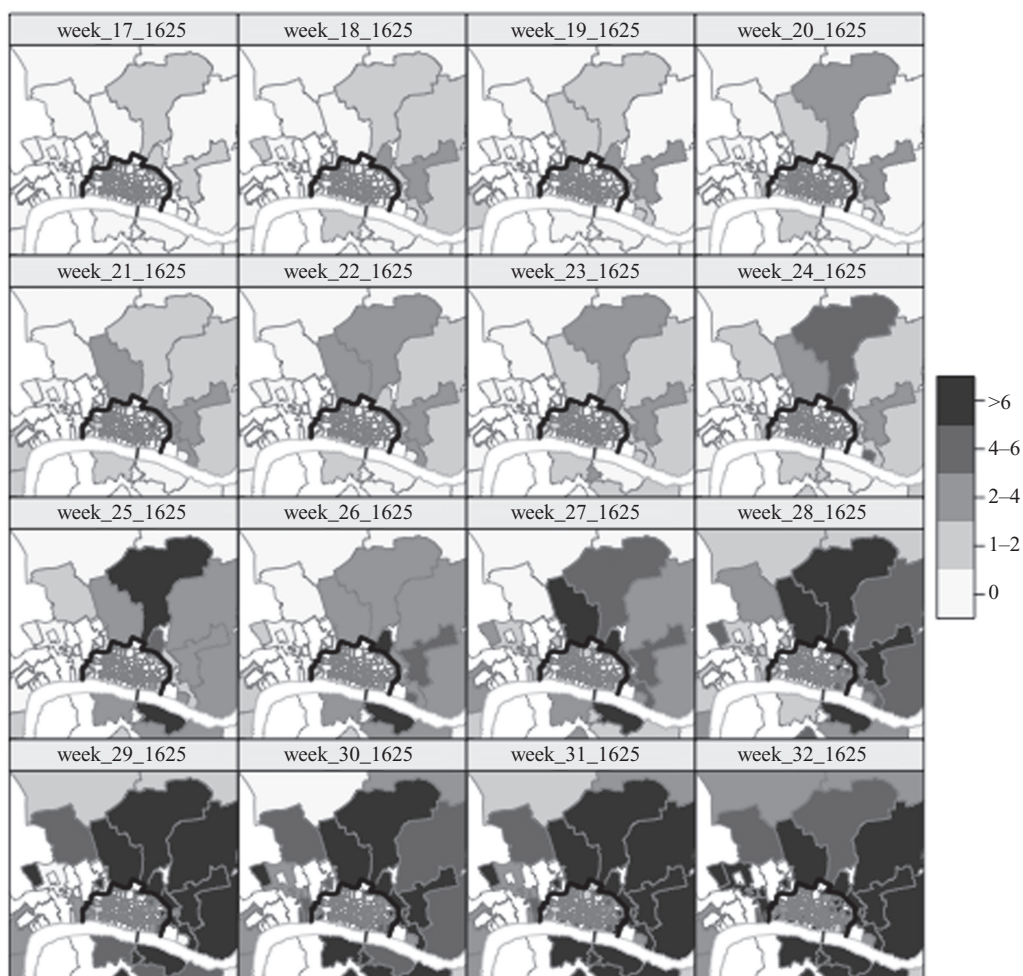 week_17_1625 week_18_1625 week_19_1625 week_20_1625
week_21_1625 week_22_1625 week_23_1625 week_24_1625
>6
4–6
2–4
1–2
0
week_25_1625 week_26_1625 week_27_1625 week_28_1625
week_29_1625 week_30_1625 week_31_1625 week_32_1625